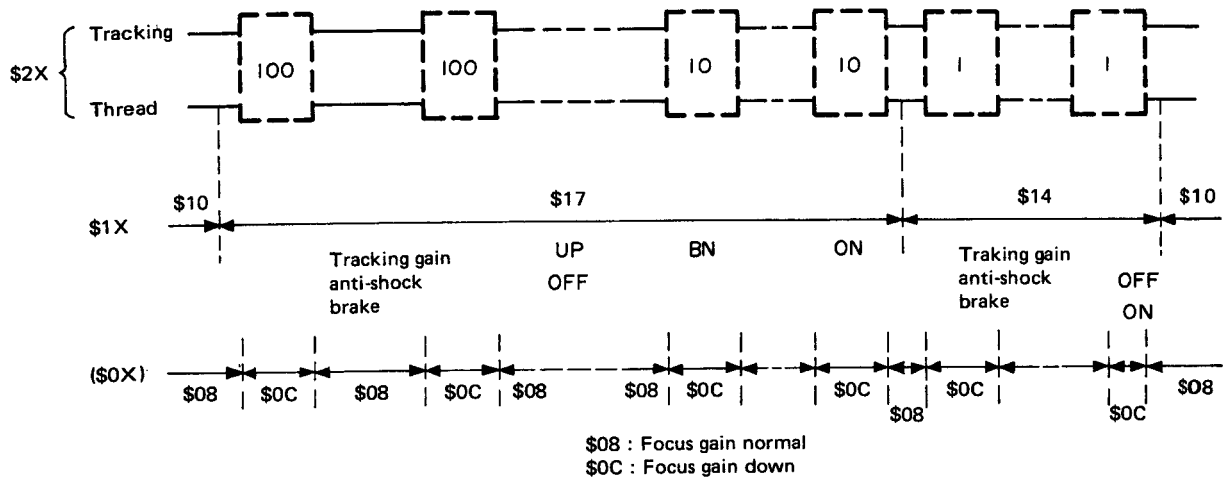 Tracking
$2X
Thread
100
100
10
10
1
1
$10
$17
$14
$10
$1X
Tracking gain
anti-shock
brake
UP
OFF
BN
ON
Traking gain
anti-shock
brake
OFF
ON
($0X)
$08
$0C
$08
$0C
$08
$08
$0C
$0C
$08
$0C
$0C
$08
$08 : Focus gain normal
$0C : Focus gain down